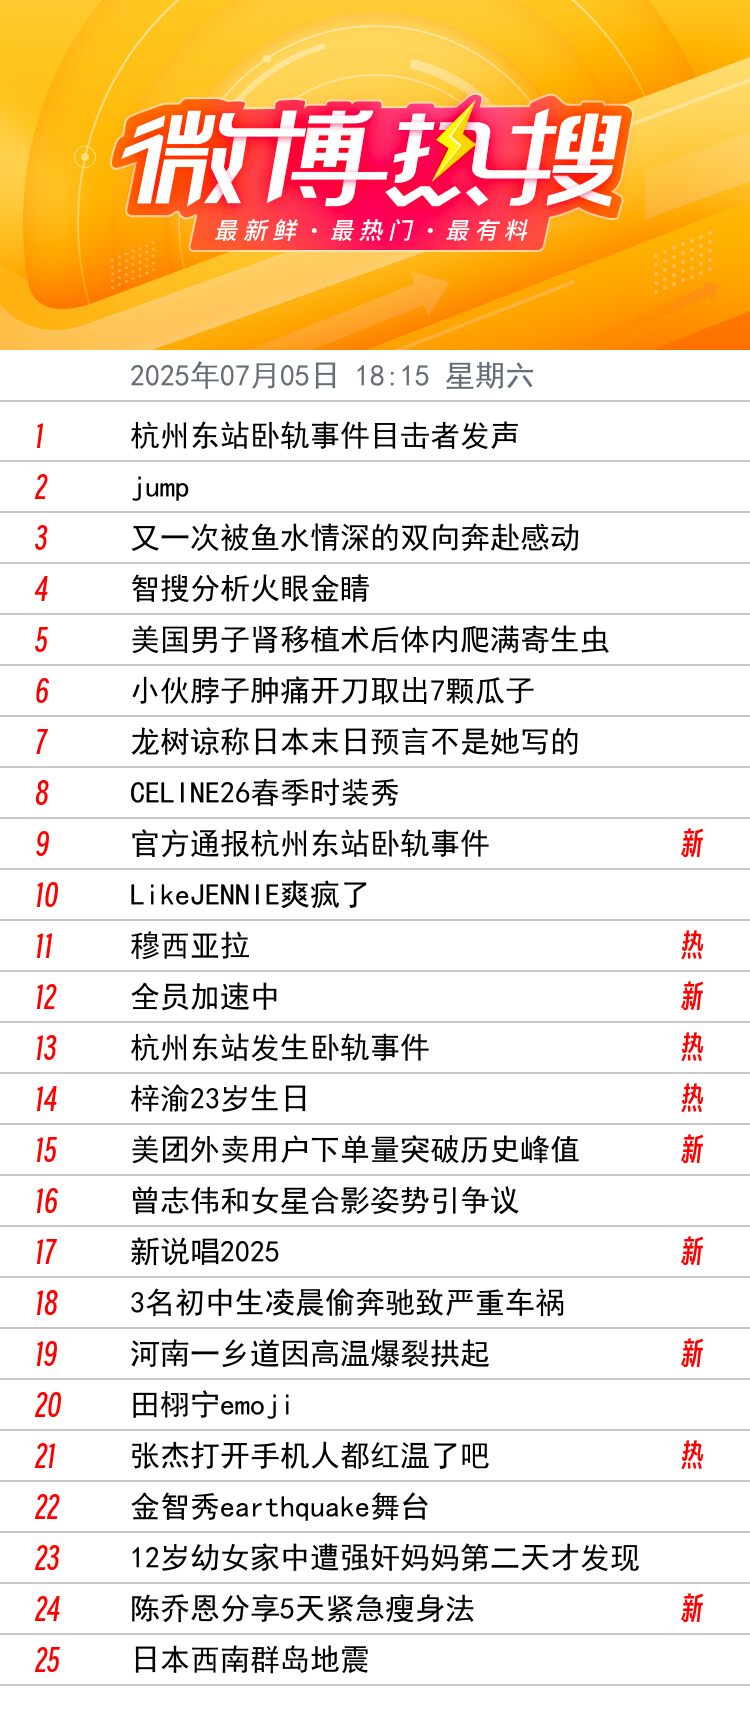 微博热搜
最新鲜·最热门·最有料
2025年07月05日 18:15 星期六
1 杭州东站卧轨事件目击者发声
2 jump
3 又一次被鱼水情深的双向奔赴感动
4 智搜分析火眼金睛
5 美国男子肾移植术后体内爬满寄生虫
6 小伙脖子肿痛开刀取出7颗瓜子
7 龙树谅称日本末日预言不是她写的
8 CELINE26春季时装秀
9 官方通报杭州东站卧轨事件 新
10 LikeJENNIE爽疯了
11 穆西亚拉 热
12 全员加速中 新
13 杭州东站发生卧轨事件 热
14 梓渝23岁生日 热
15 美团外卖用户下单量突破历史峰值 新
16 曾志伟和女星合影姿势引争议
17 新说唱2025 新
18 3名初中生凌晨偷奔驰致严重车祸
19 河南一乡道因高温爆裂拱起 新
20 田栩宁emoji
21 张杰打开手机人都红温了吧 热
22 金智秀earthquake舞台
23 12岁幼女家中遭强奸妈妈第二天才发现
24 陈乔恩分享5天紧急瘦身法 新
25 日本西南群岛地震